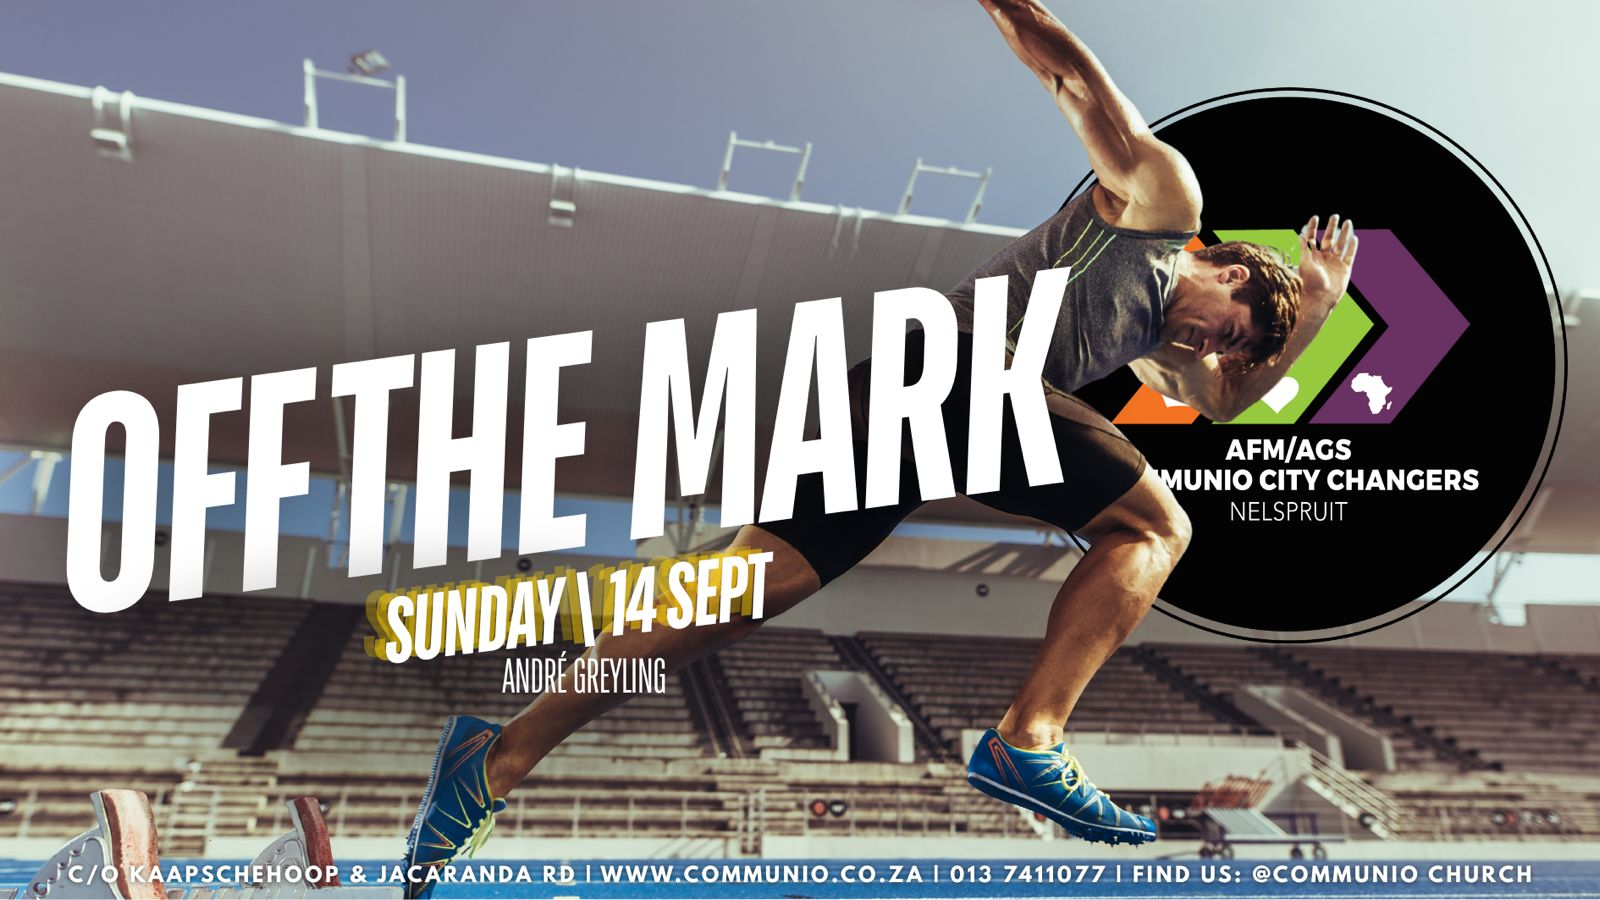 OFF THE MARK
SUNDAY \ 14 SEPT
ANDRÉ GREYLING
AFM/AGS
MUNIO CITY CHANGERS
NELSPRUIT
C/O KAAPSCHEHOOP & JACARANDA RD | WWW.COMMUNIO.CO.ZA | 013 7411077 | FIND US: @COMMUNIO CHURCH